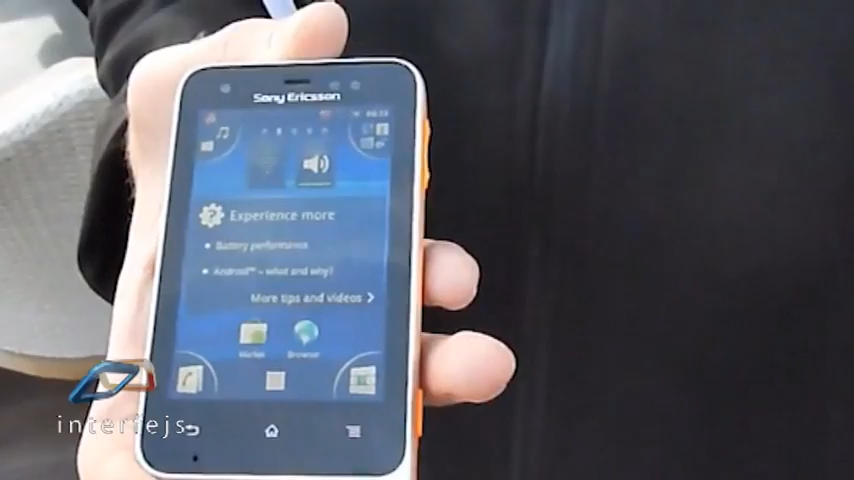 Sony Ericsson
Experience more
• Battery performance
• Android™ – what and why?
More tips and videos >
Market Browser
interfejs